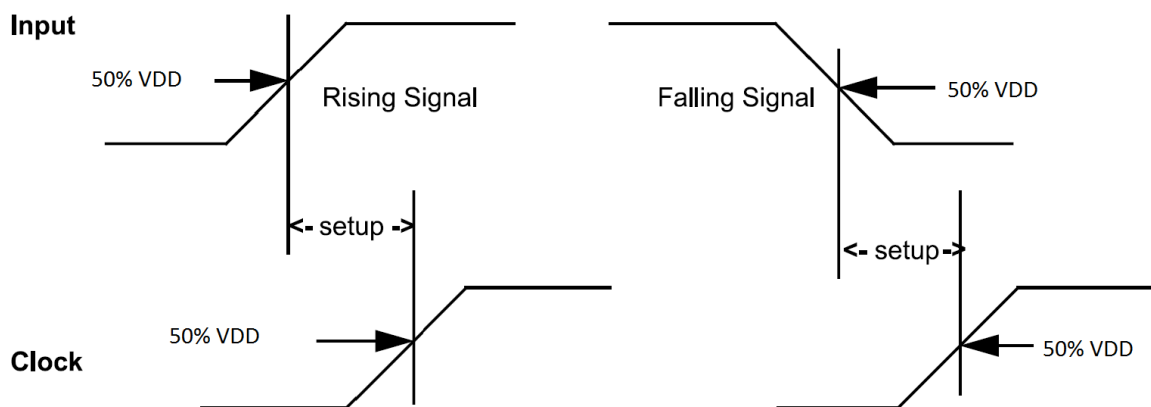 Input
50% VDD
Rising Signal
Falling Signal
50% VDD
<- setup ->
<- setup->
50% VDD
50% VDD
Clock